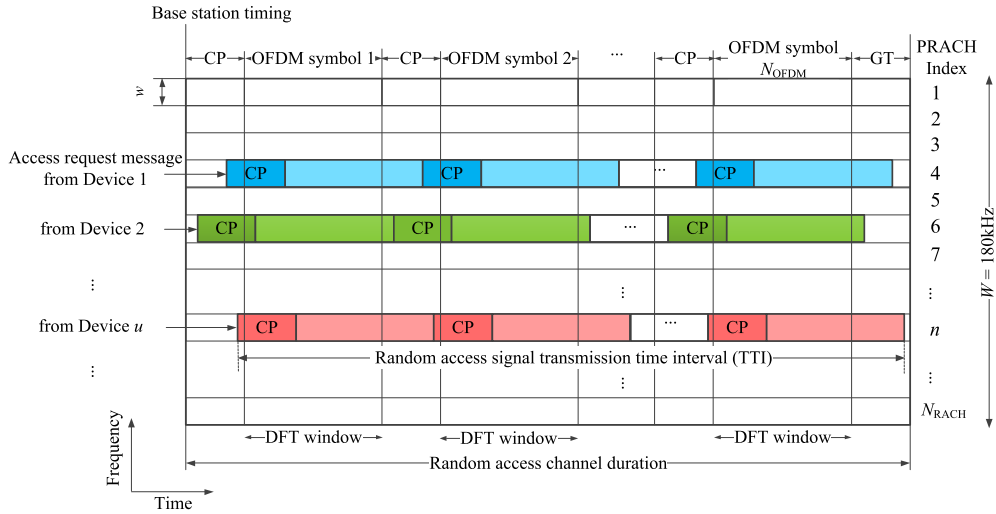 Base station timing
CP OFDM symbol 1 CP OFDM symbol 2 ... CP OFDM symbol N_OFDM GT
PRACH Index
w
1
2
3
Access request message from Device 1
CP CP ... CP
4
5
from Device 2
CP CP ... CP
6
7
⋮ ⋮ ⋮
from Device u
CP CP ... CP
n
Random access signal transmission time interval (TTI)
⋮ ⋮ ⋮
N_RACH
W = 180kHz
DFT window DFT window DFT window
Random access channel duration
Frequency
Time